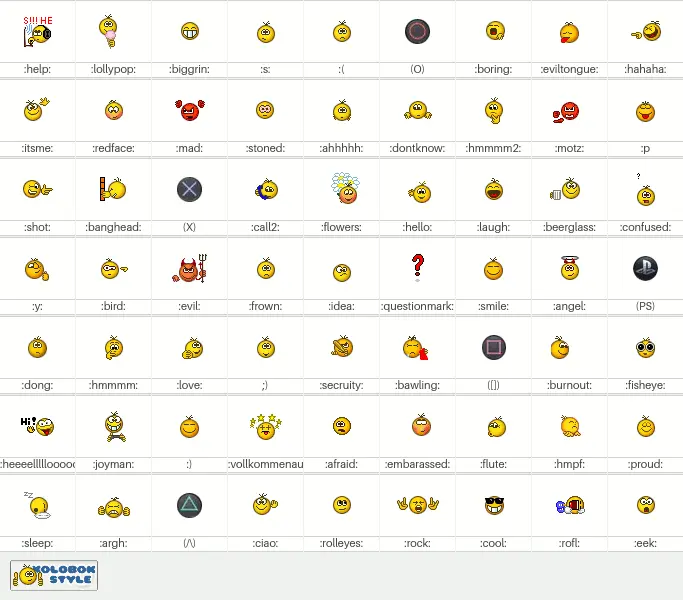 S!!! HE
:help: :lollypop: :biggrin: :s: :( (O) :boring: :eviltongue: :hahaha:
:itsme: :redface: :mad: :stoned: :ahhhhh: :dontknow: :hmmmm2: :motz: :p
?
:shot: :banghead: (X) :call2: :flowers: :hello: :laugh: :beerglass: :confused:
?
:y: :bird: :evil: :frown: :idea: :questionmark: :smile: :angel: (PS)
:dong: :hmmmm: :love: ;) :secruity: :bawling: ([]) :burnout: :fisheye:
Hi!
:heeeelllllooooo :joyman: :) :vollkommenau :afraid: :embarassed: :flute: :hmpf: :proud:
zz
:sleep: :argh: (/\) :ciao: :rolleyes: :rock: :cool: :rofl: :eek:
KOLOBOK
STYLE